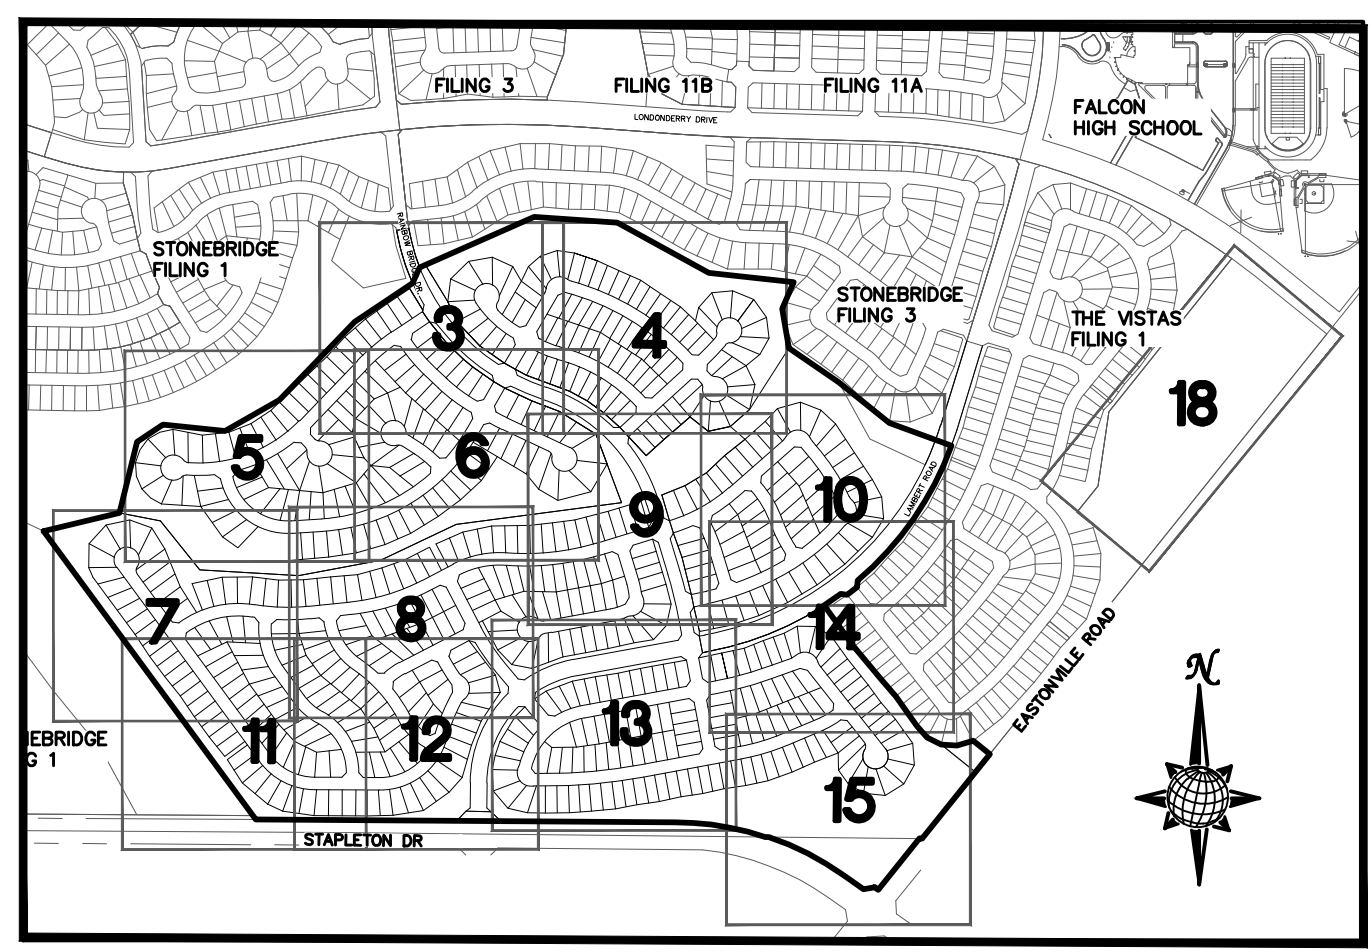 FILING 3
FILING 11B
FILING 11A
LONDONDERRY DRIVE
FALCON
HIGH SCHOOL
RAINBOW BRIDGE DR.
STONEBRIDGE
FILING 1
STONEBRIDGE
FILING 3
THE VISTAS
FILING 1
3
4
18
5
6
LAMBERT ROAD
10
9
7
8
14
EASTONVILLE ROAD
N
11
12
13
NEBRIDGE
G 1
15
STAPLETON DR